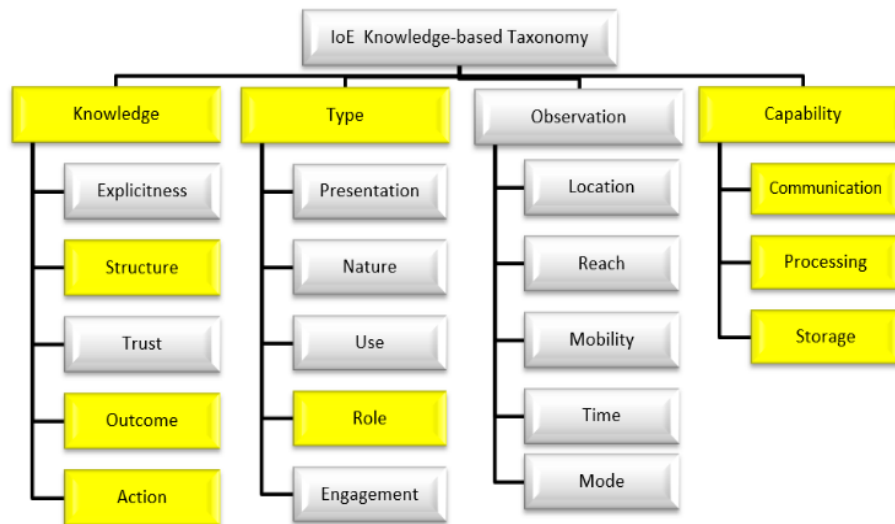 IoE Knowledge-based Taxonomy
Knowledge
Type
Observation
Capability
Explicitness
Structure
Trust
Outcome
Action
Presentation
Nature
Use
Role
Engagement
Location
Reach
Mobility
Time
Mode
Communication
Processing
Storage